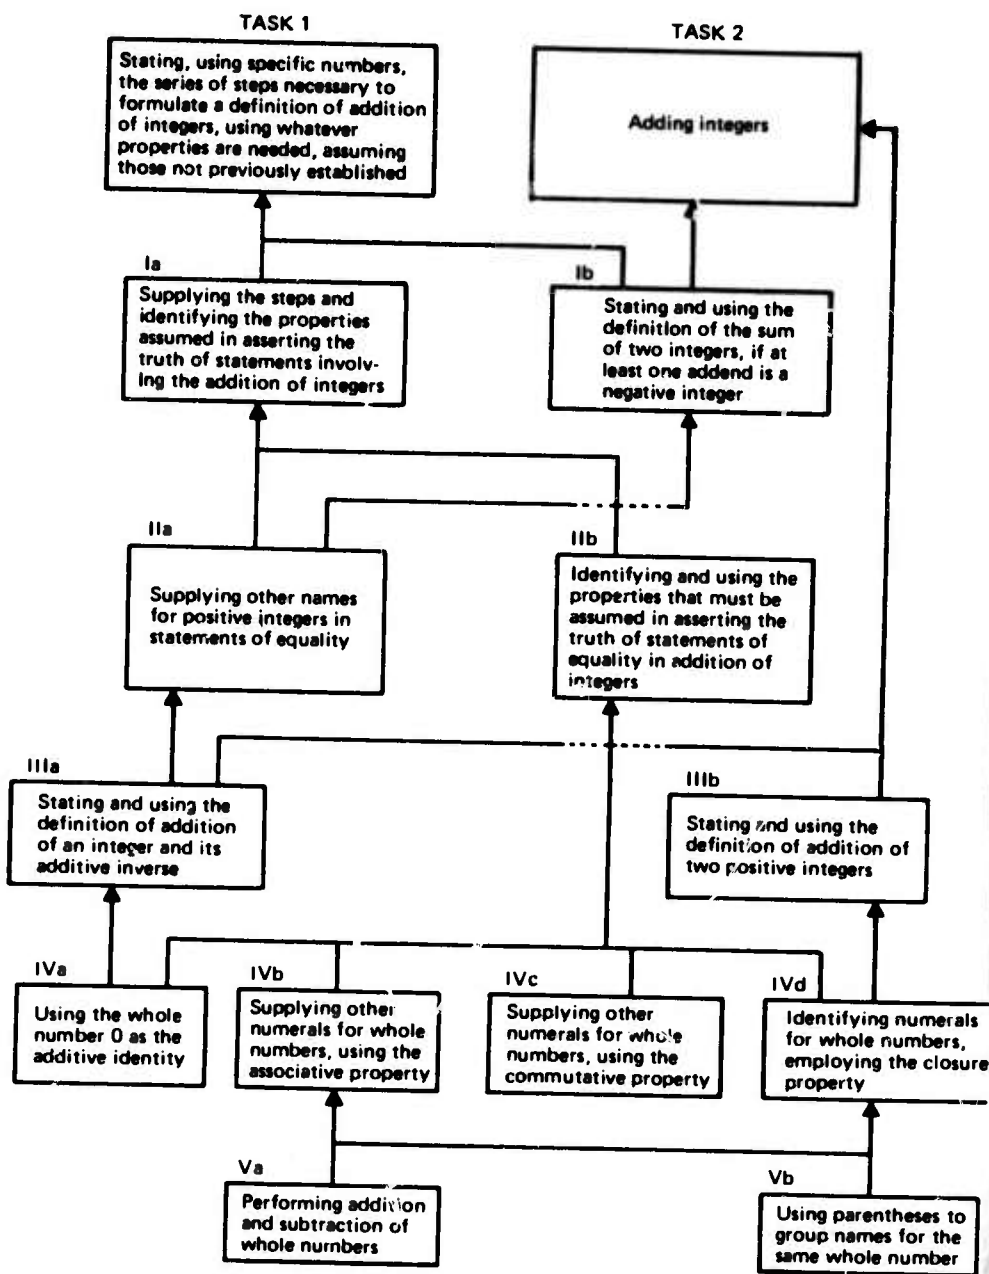 TASK 1
Stating, using specific numbers,
the series of steps necessary to
formulate a definition of addition
of integers, using whatever
properties are needed, assuming
those not previously established
TASK 2
Adding integers
Ia
Supplying the steps and
identifying the properties
assumed in asserting the
truth of statements involv-
ing the addition of integers
Ib
Stating and using the
definition of the sum
of two integers, if at
least one addend is a
negative integer
IIa
Supplying other names
for positive integers in
statements of equality
IIb
Identifying and using the
properties that must be
assumed in asserting the
truth of statements of
equality in addition of
integers
IIIa
Stating and using the
definition of addition
of an integer and its
additive inverse
IIIb
Stating and using the
definition of addition of
two positive integers
IVa
Using the whole
number 0 as the
additive identity
IVb
Supplying other
numerals for whole
numbers, using the
associative property
IVc
Supplying other
numerals for whole
numbers, using the
commutative property
IVd
Identifying numerals
for whole numbers,
employing the closure
property
Va
Performing addition
and subtraction of
whole numbers
Vb
Using parentheses to
group names for the
same whole number